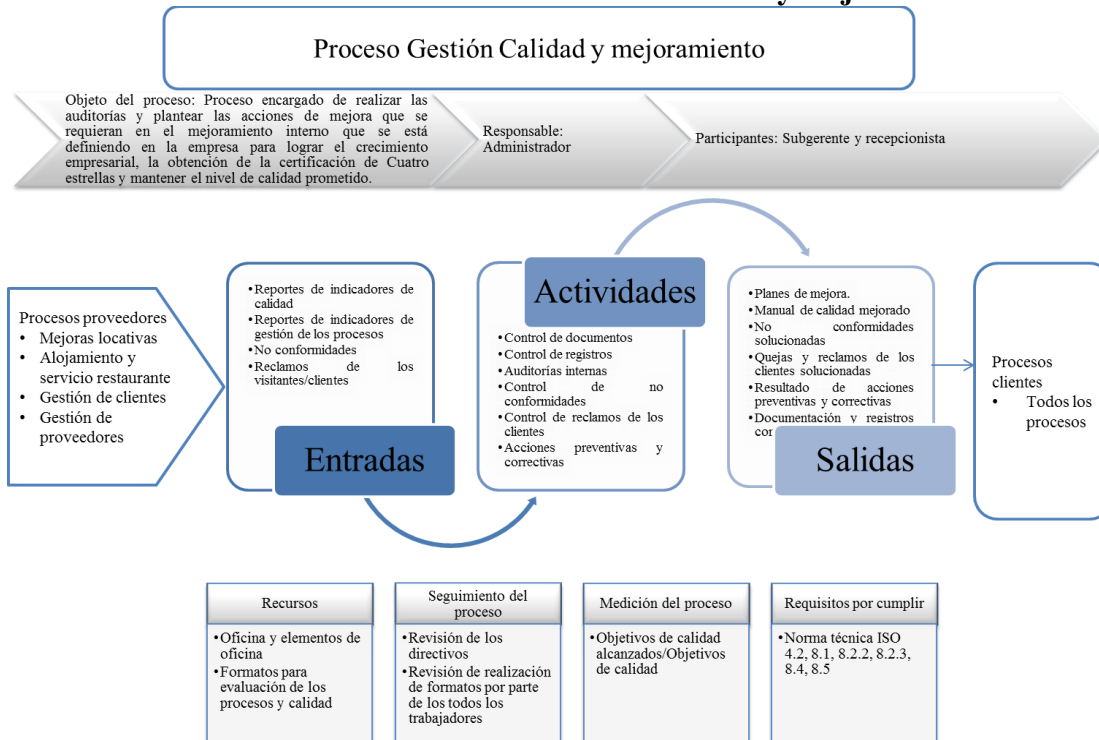 Proceso Gestión Calidad y mejoramiento
Objeto del proceso: Proceso encargado de realizar las
auditorías y plantear las acciones de mejora que se
requieran en el mejoramiento interno que se está
definiendo en la empresa para lograr el crecimiento
empresarial, la obtención de la certificación de Cuatro
estrellas y mantener el nivel de calidad prometido.
Responsable:
Administrador
Participantes: Subgerente y recepcionista
Procesos proveedores
• Mejoras locativas
• Alojamiento y
servicio restaurante
• Gestión de clientes
• Gestión de
proveedores
•Reportes de indicadores de
calidad
•Reportes de indicadores de
gestión de los procesos
•No conformidades
•Reclamos de los
visitantes/clientes
Entradas
Actividades
•Control de documentos
•Control de registros
•Auditorías internas
•Control de no
conformidades
•Control de reclamos de los
clientes
•Acciones preventivas y
correctivas
•Planes de mejora.
•Manual de calidad mejorado
•No conformidades
solucionadas
•Quejas y reclamos de los
clientes solucionadas
•Resultado de acciones
preventivas y correctivas
•Documentación y registros
Salidas
Procesos
clientes
• Todos los
procesos
Recursos
•Oficina y elementos de
oficina
•Formatos para
evaluación de los
procesos y calidad
Seguimiento del
proceso
•Revisión de los
directivos
•Revisión de realización
de formatos por parte
de los todos los
trabajadores
Medición del proceso
•Objetivos de calidad
alcanzados/Objetivos
de calidad
Requisitos por cumplir
•Norma técnica ISO
4.2, 8.1, 8.2.2, 8.2.3,
8.4, 8.5